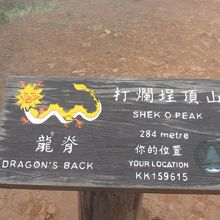 龍脊
DRAGON'S BACK
打爛埕頂山
SHEK O PEAK
284 metre
你的位置
YOUR LOCATION
KK159615